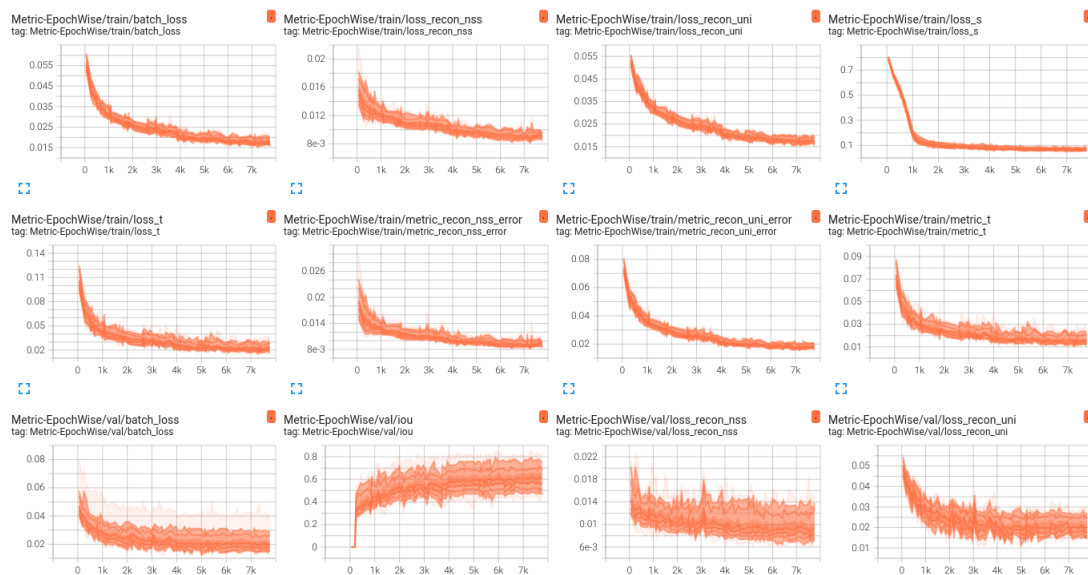 Metric-EpochWise/train/batch_loss
tag: Metric-EpochWise/train/batch_loss
0.055
0.045
0.035
0.025
0.015
0 1k 2k 3k 4k 5k 6k 7k
Metric-EpochWise/train/loss_recon_nss
tag: Metric-EpochWise/train/loss_recon_nss
0.02
0.016
0.012
8e-3
0 1k 2k 3k 4k 5k 6k 7k
Metric-EpochWise/train/loss_recon_uni
tag: Metric-EpochWise/train/loss_recon_uni
0.055
0.045
0.035
0.025
0.015
0 1k 2k 3k 4k 5k 6k 7k
Metric-EpochWise/train/loss_s
tag: Metric-EpochWise/train/loss_s
0.7
0.5
0.3
0.1
0 1k 2k 3k 4k 5k 6k 7k
Metric-EpochWise/train/loss_t
tag: Metric-EpochWise/train/loss_t
0.14
0.11
0.08
0.05
0.02
0 1k 2k 3k 4k 5k 6k 7k
Metric-EpochWise/train/metric_recon_nss_error
tag: Metric-EpochWise/train/metric_recon_nss_error
0.026
0.02
0.014
8e-3
0 1k 2k 3k 4k 5k 6k 7k
Metric-EpochWise/train/metric_recon_uni_error
tag: Metric-EpochWise/train/metric_recon_uni_error
0.08
0.06
0.04
0.02
0 1k 2k 3k 4k 5k 6k 7k
Metric-EpochWise/train/metric_t
tag: Metric-EpochWise/train/metric_t
0.09
0.07
0.05
0.03
0.01
0 1k 2k 3k 4k 5k 6k 7k
Metric-EpochWise/val/batch_loss
tag: Metric-EpochWise/val/batch_loss
0.08
0.06
0.04
0.02
0 1k 2k 3k 4k 5k 6k 7k
Metric-EpochWise/val/iou
tag: Metric-EpochWise/val/iou
0.8
0.6
0.4
0.2
0
0 1k 2k 3k 4k 5k 6k 7k
Metric-EpochWise/val/loss_recon_nss
tag: Metric-EpochWise/val/loss_recon_nss
0.022
0.018
0.014
0.01
6e-3
0 1k 2k 3k 4k 5k 6k 7k
Metric-EpochWise/val/loss_recon_uni
tag: Metric-EpochWise/val/loss_recon_uni
0.05
0.04
0.03
0.02
0.01
0 1k 2k 3k 4k 5k 6k 7k